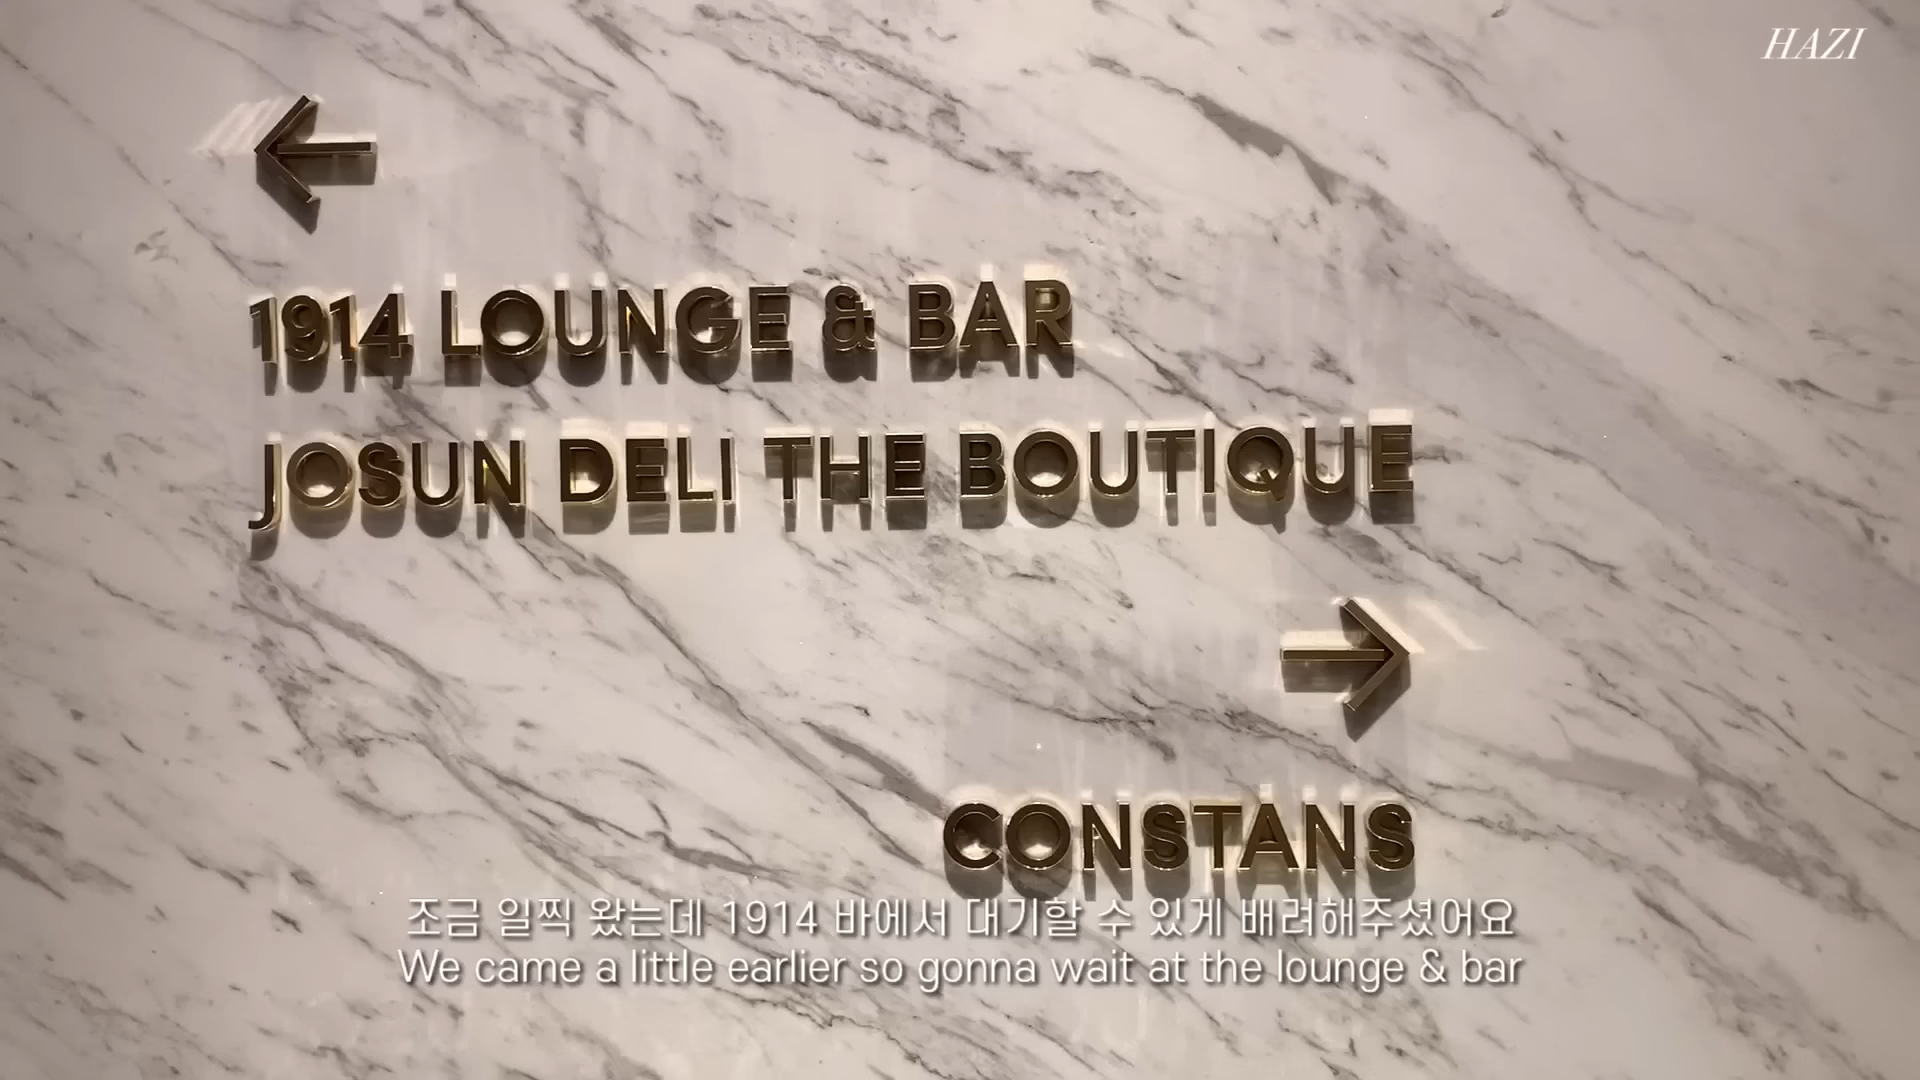 HAZI
←
1914 LOUNGE & BAR
JOSUN DELI THE BOUTIQUE
→
CONSTANS
조금 일찍 왔는데 1914 바에서 대기할 수 있게 배려해주셨어요
We came a little earlier so gonna wait at the lounge & bar